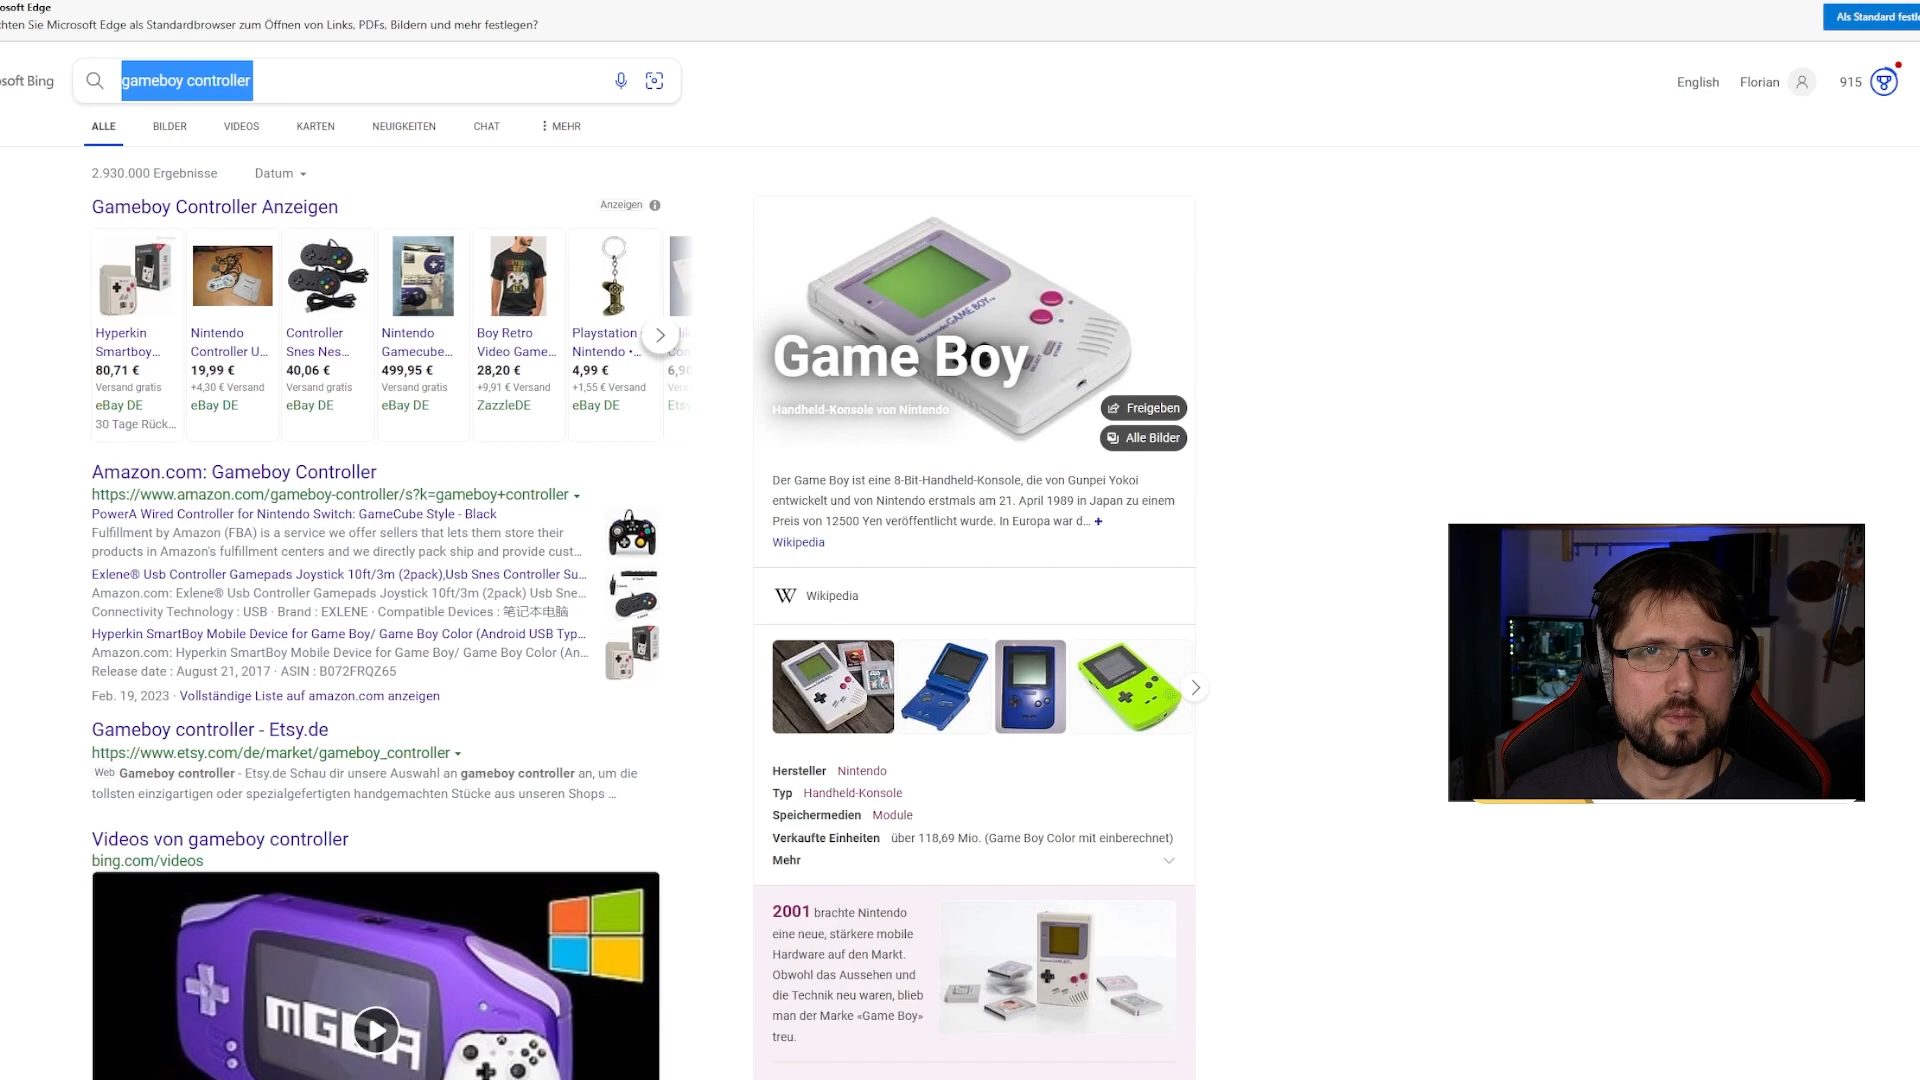 osoft Edge
chten Sie Microsoft Edge als Standardbrowser zum Öffnen von Links, PDFs, Bildern und mehr festlegen?
Als Standard festle
osoft Bing
gameboy controller
English
Florian
915
ALLE
BILDER
VIDEOS
KARTEN
NEUIGKEITEN
CHAT
MEHR
2.930.000 Ergebnisse
Datum
Gameboy Controller Anzeigen
Anzeigen
Hyperkin
Smartboy...
80,71 €
Versand gratis
eBay DE
30 Tage Rück...
Nintendo
Controller U...
19,99 €
+4,30 € Versand
eBay DE
Controller
Snes Nes...
40,06 €
Versand gratis
eBay DE
Nintendo
Gamecube...
499,95 €
Versand gratis
eBay DE
Boy Retro
Video Game...
28,20 €
+9,91 € Versand
ZazzleDE
Playstation
Nintendo •...
4,99 €
+1,55 € Versand
eBay DE
6,90
Vers
Etsy
Amazon.com: Gameboy Controller
https://www.amazon.com/gameboy-controller/s?k=gameboy+controller
PowerA Wired Controller for Nintendo Switch: GameCube Style - Black
Fulfillment by Amazon (FBA) is a service we offer sellers that lets them store their
products in Amazon's fulfillment centers and we directly pack ship and provide cust...
Exlene® Usb Controller Gamepads Joystick 10ft/3m (2pack),Usb Snes Controller Su...
Amazon.com: Exlene® Usb Controller Gamepads Joystick 10ft/3m (2pack) Usb Sne...
Connectivity Technology : USB · Brand : EXLENE · Compatible Devices : 笔记本电脑
Hyperkin SmartBoy Mobile Device for Game Boy/ Game Boy Color (Android USB Typ...
Amazon.com: Hyperkin SmartBoy Mobile Device for Game Boy/ Game Boy Color (An...
Release date : August 21, 2017 · ASIN : B072FRQZ65
Feb. 19, 2023 · Vollständige Liste auf amazon.com anzeigen
Gameboy controller - Etsy.de
https://www.etsy.com/de/market/gameboy_controller
Web Gameboy controller - Etsy.de Schau dir unsere Auswahl an gameboy controller an, um die
tollsten einzigartigen oder spezialgefertigten handgemachten Stücke aus unseren Shops ...
Videos von gameboy controller
bing.com/videos
mGBA
Nintendo GAME BOY
Game Boy
Handheld-Konsole von Nintendo
Freigeben
Alle Bilder
Der Game Boy ist eine 8-Bit-Handheld-Konsole, die von Gunpei Yokoi
entwickelt und von Nintendo erstmals am 21. April 1989 in Japan zu einem
Preis von 12500 Yen veröffentlicht wurde. In Europa war d... +
Wikipedia
W Wikipedia
Hersteller Nintendo
Typ Handheld-Konsole
Speichermedien Module
Verkaufte Einheiten über 118,69 Mio. (Game Boy Color mit einberechnet)
Mehr
2001 brachte Nintendo
eine neue, stärkere mobile
Hardware auf den Markt.
Obwohl das Aussehen und
die Technik neu waren, blieb
man der Marke «Game Boy»
treu.